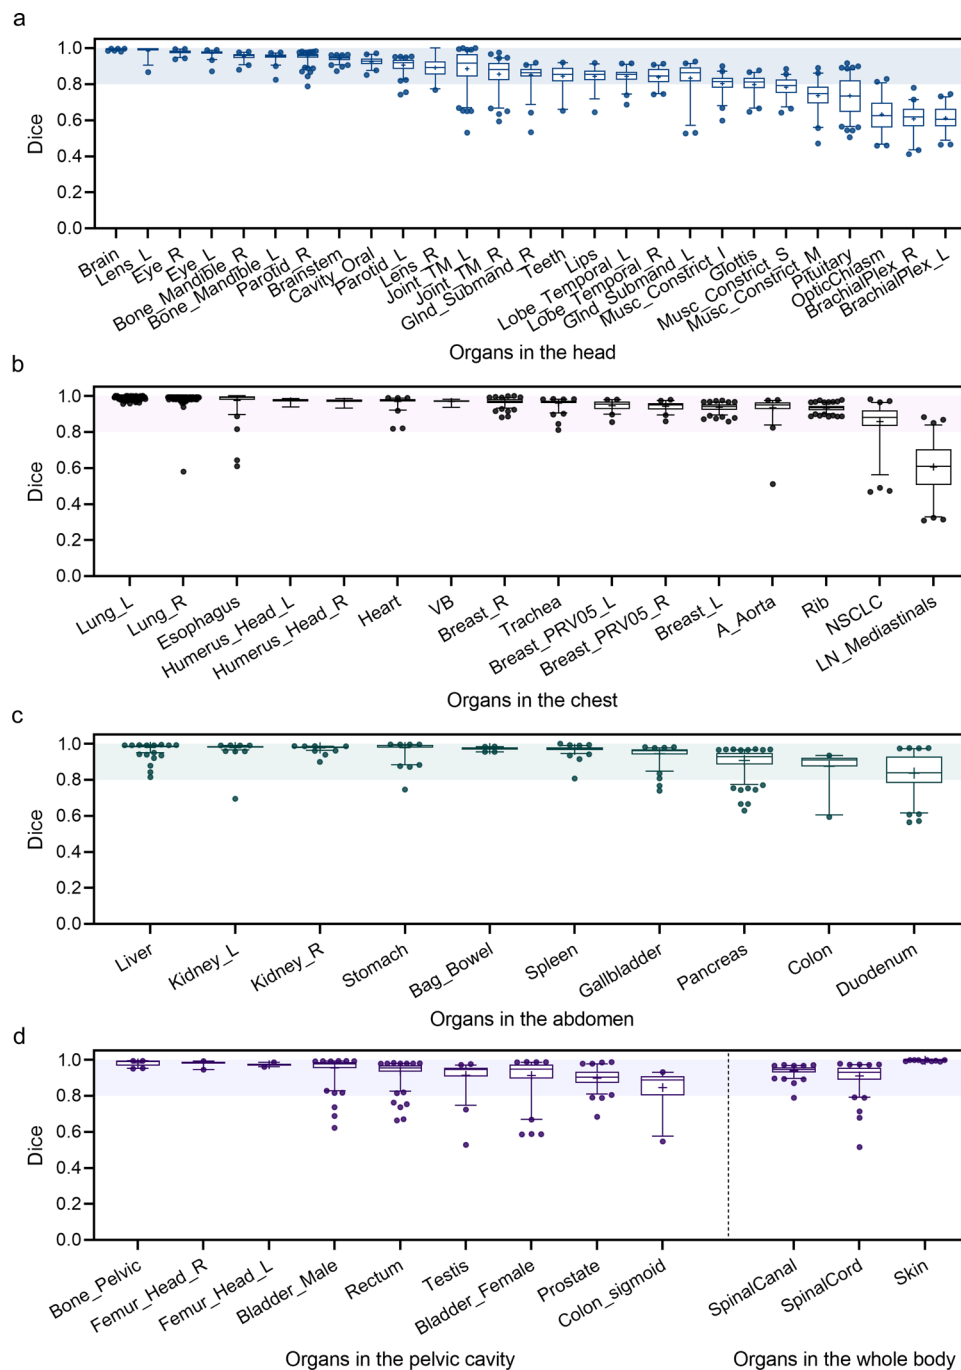 a
1.0
0.8
0.6
0.4
0.2
0.0
Dice
Brain
Lens_L
Eye_R
Eye_L
Bone_Mandible_R
Bone_Mandible_L
Parotid_R
Brainstem
Cavity_Oral
Parotid_L
Lens_R
Joint_TM_L
Joint_TM_R
Glnd_Submand_R
Teeth
Lips
Lobe_Temporal_L
Lobe_Temporal_R
Glnd_Submand_L
Musc_Constrict_I
Glottis
Musc_Constrict_S
Musc_Constrict_M
Pituitary
OpticChiasm
BrachialPlex_R
BrachialPlex_L
Organs in the head
b
1.0
0.8
0.6
0.4
0.2
0.0
Dice
Lung_L
Lung_R
Esophagus
Humerus_Head_L
Humerus_Head_R
Heart
VB
Breast_R
Trachea
Breast_PRV05_L
Breast_PRV05_R
Breast_L
A_Aorta
Rib
NSCLC
LN_Mediastinals
Organs in the chest
c
1.0
0.8
0.6
0.4
0.2
0.0
Dice
Liver
Kidney_L
Kidney_R
Stomach
Bag_Bowel
Spleen
Gallbladder
Pancreas
Colon
Duodenum
Organs in the abdomen
d
1.0
0.8
0.6
0.4
0.2
0.0
Dice
Bone_Pelvic
Femur_Head_R
Femur_Head_L
Bladder_Male
Rectum
Testis
Bladder_Female
Prostate
Colon_sigmoid
SpinalCanal
SpinalCord
Skin
Organs in the pelvic cavity
Organs in the whole body